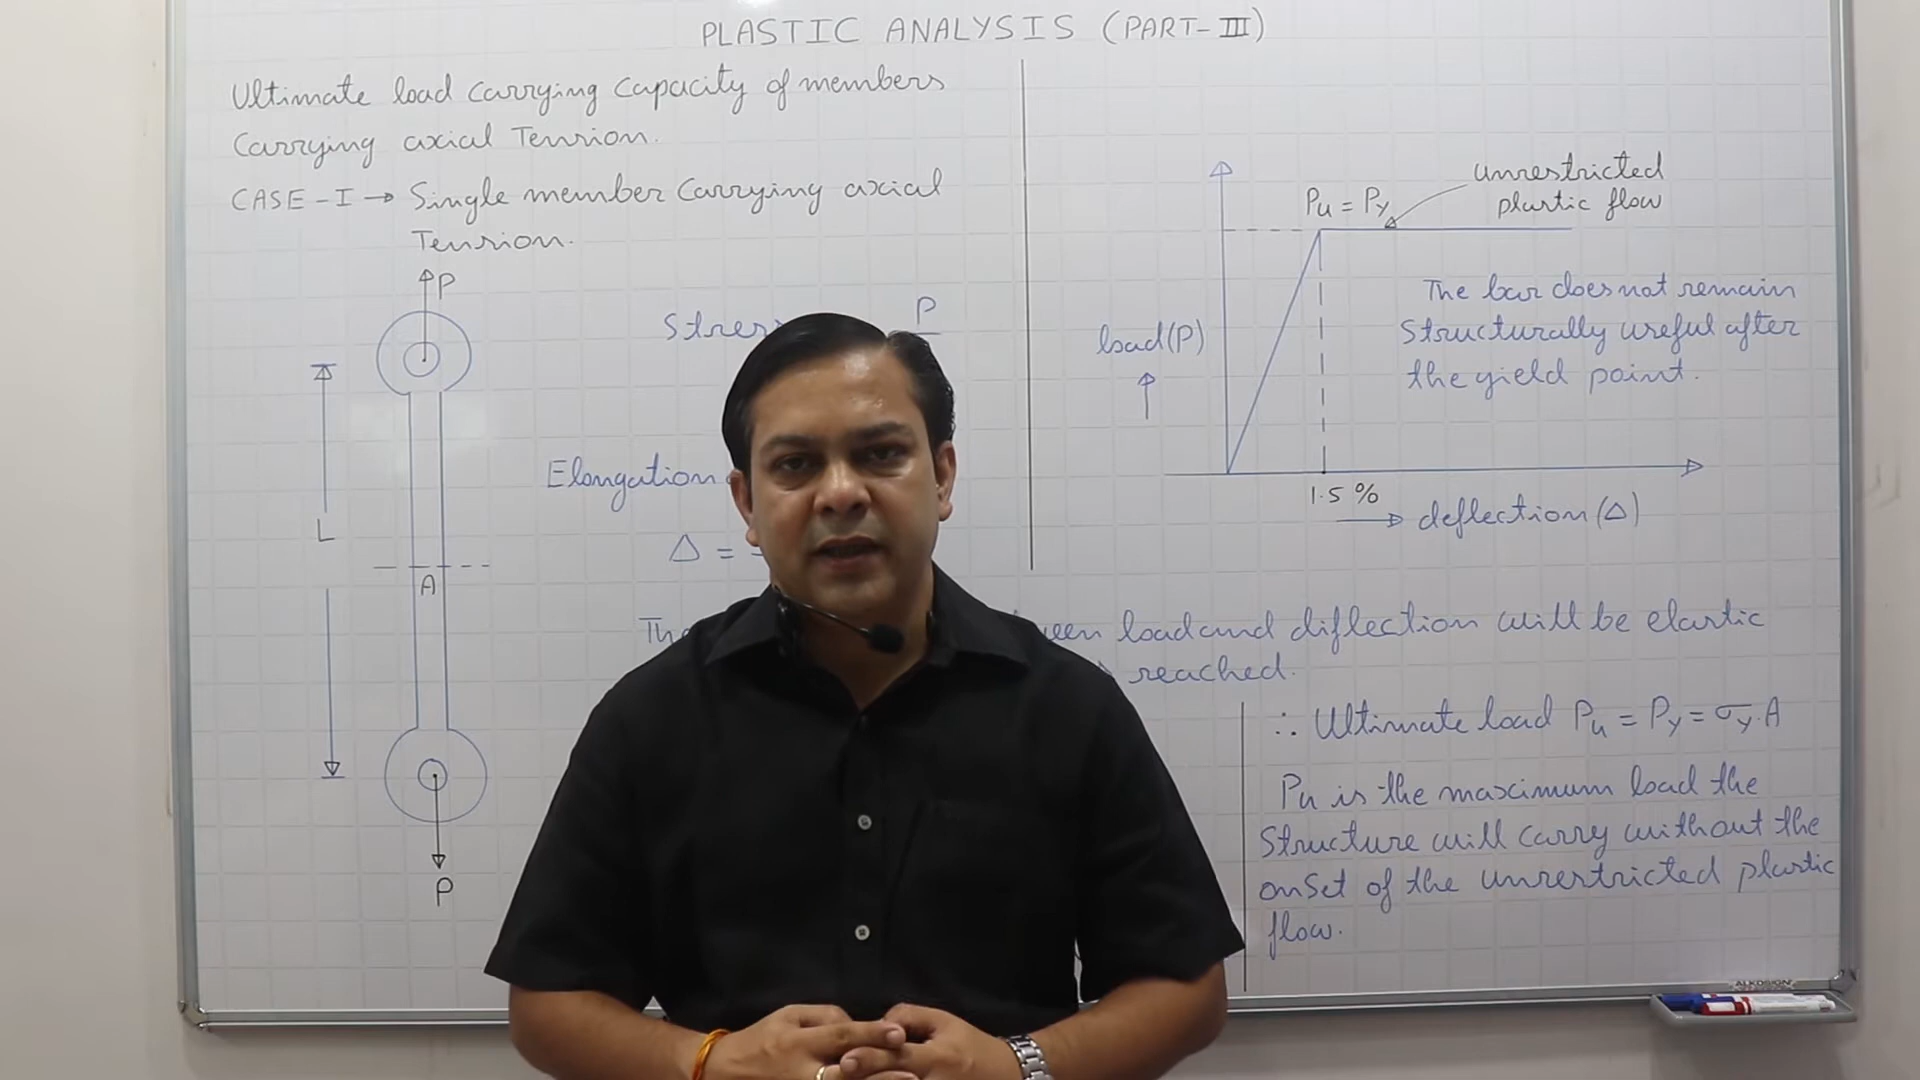 PLASTIC ANALYSIS (PART-III)
Ultimate load carrying capacity of members
Carrying axial Tension.
CASE-I → Single member Carrying axial
Tension.
P
L
A
P
Stress
P
Elongation
Δ =
load and diflection will be elastic
reached.
Pu = Py
unrestricted
plastic flow
load (P)
The bar does not remain
Structurally useful after
the yield point.
1.5 %
deflection (Δ)
∴ Ultimate load Pu = Py = σy.A
Pu is the maximum load the
Structure will carry without the
onset of the unrestricted plastic
flow.